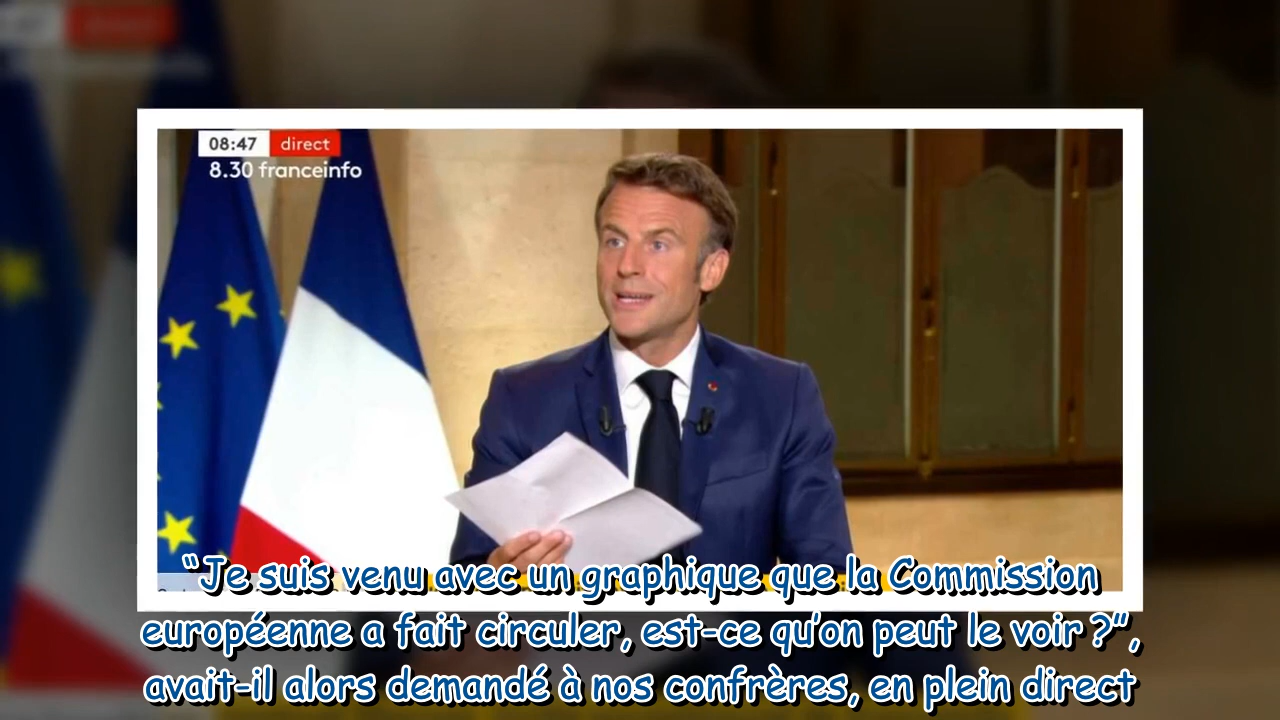 08:47 direct
8.30 franceinfo
“Je suis venu avec un graphique que la Commission
européenne a fait circuler, est-ce qu’on peut le voir ?”,
avait-il alors demandé à nos confrères, en plein direct